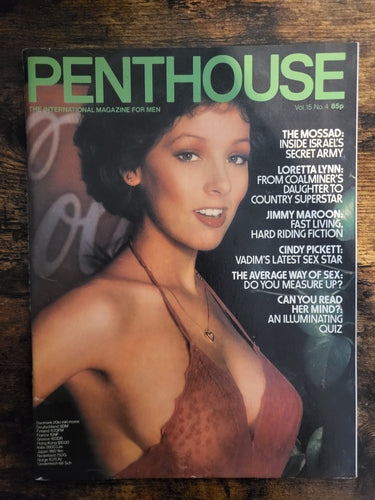 PENTHOUSE
THE INTERNATIONAL MAGAZINE FOR MEN
Vol.15 No.4 85p
THE MOSSAD:
INSIDE ISRAEL'S
SECRET ARMY
LORETTA LYNN:
FROM COALMINER'S
DAUGHTER TO
COUNTRY SUPERSTAR
JIMMY MAROON:
FAST LIVING,
HARD RIDING FICTION
CINDY PICKETT:
VADIM'S LATEST SEX STAR
THE AVERAGE WAY OF SEX:
DO YOU MEASURE UP?
CAN YOU READ
HER MIND?:
AN ILLUMINATING
QUIZ